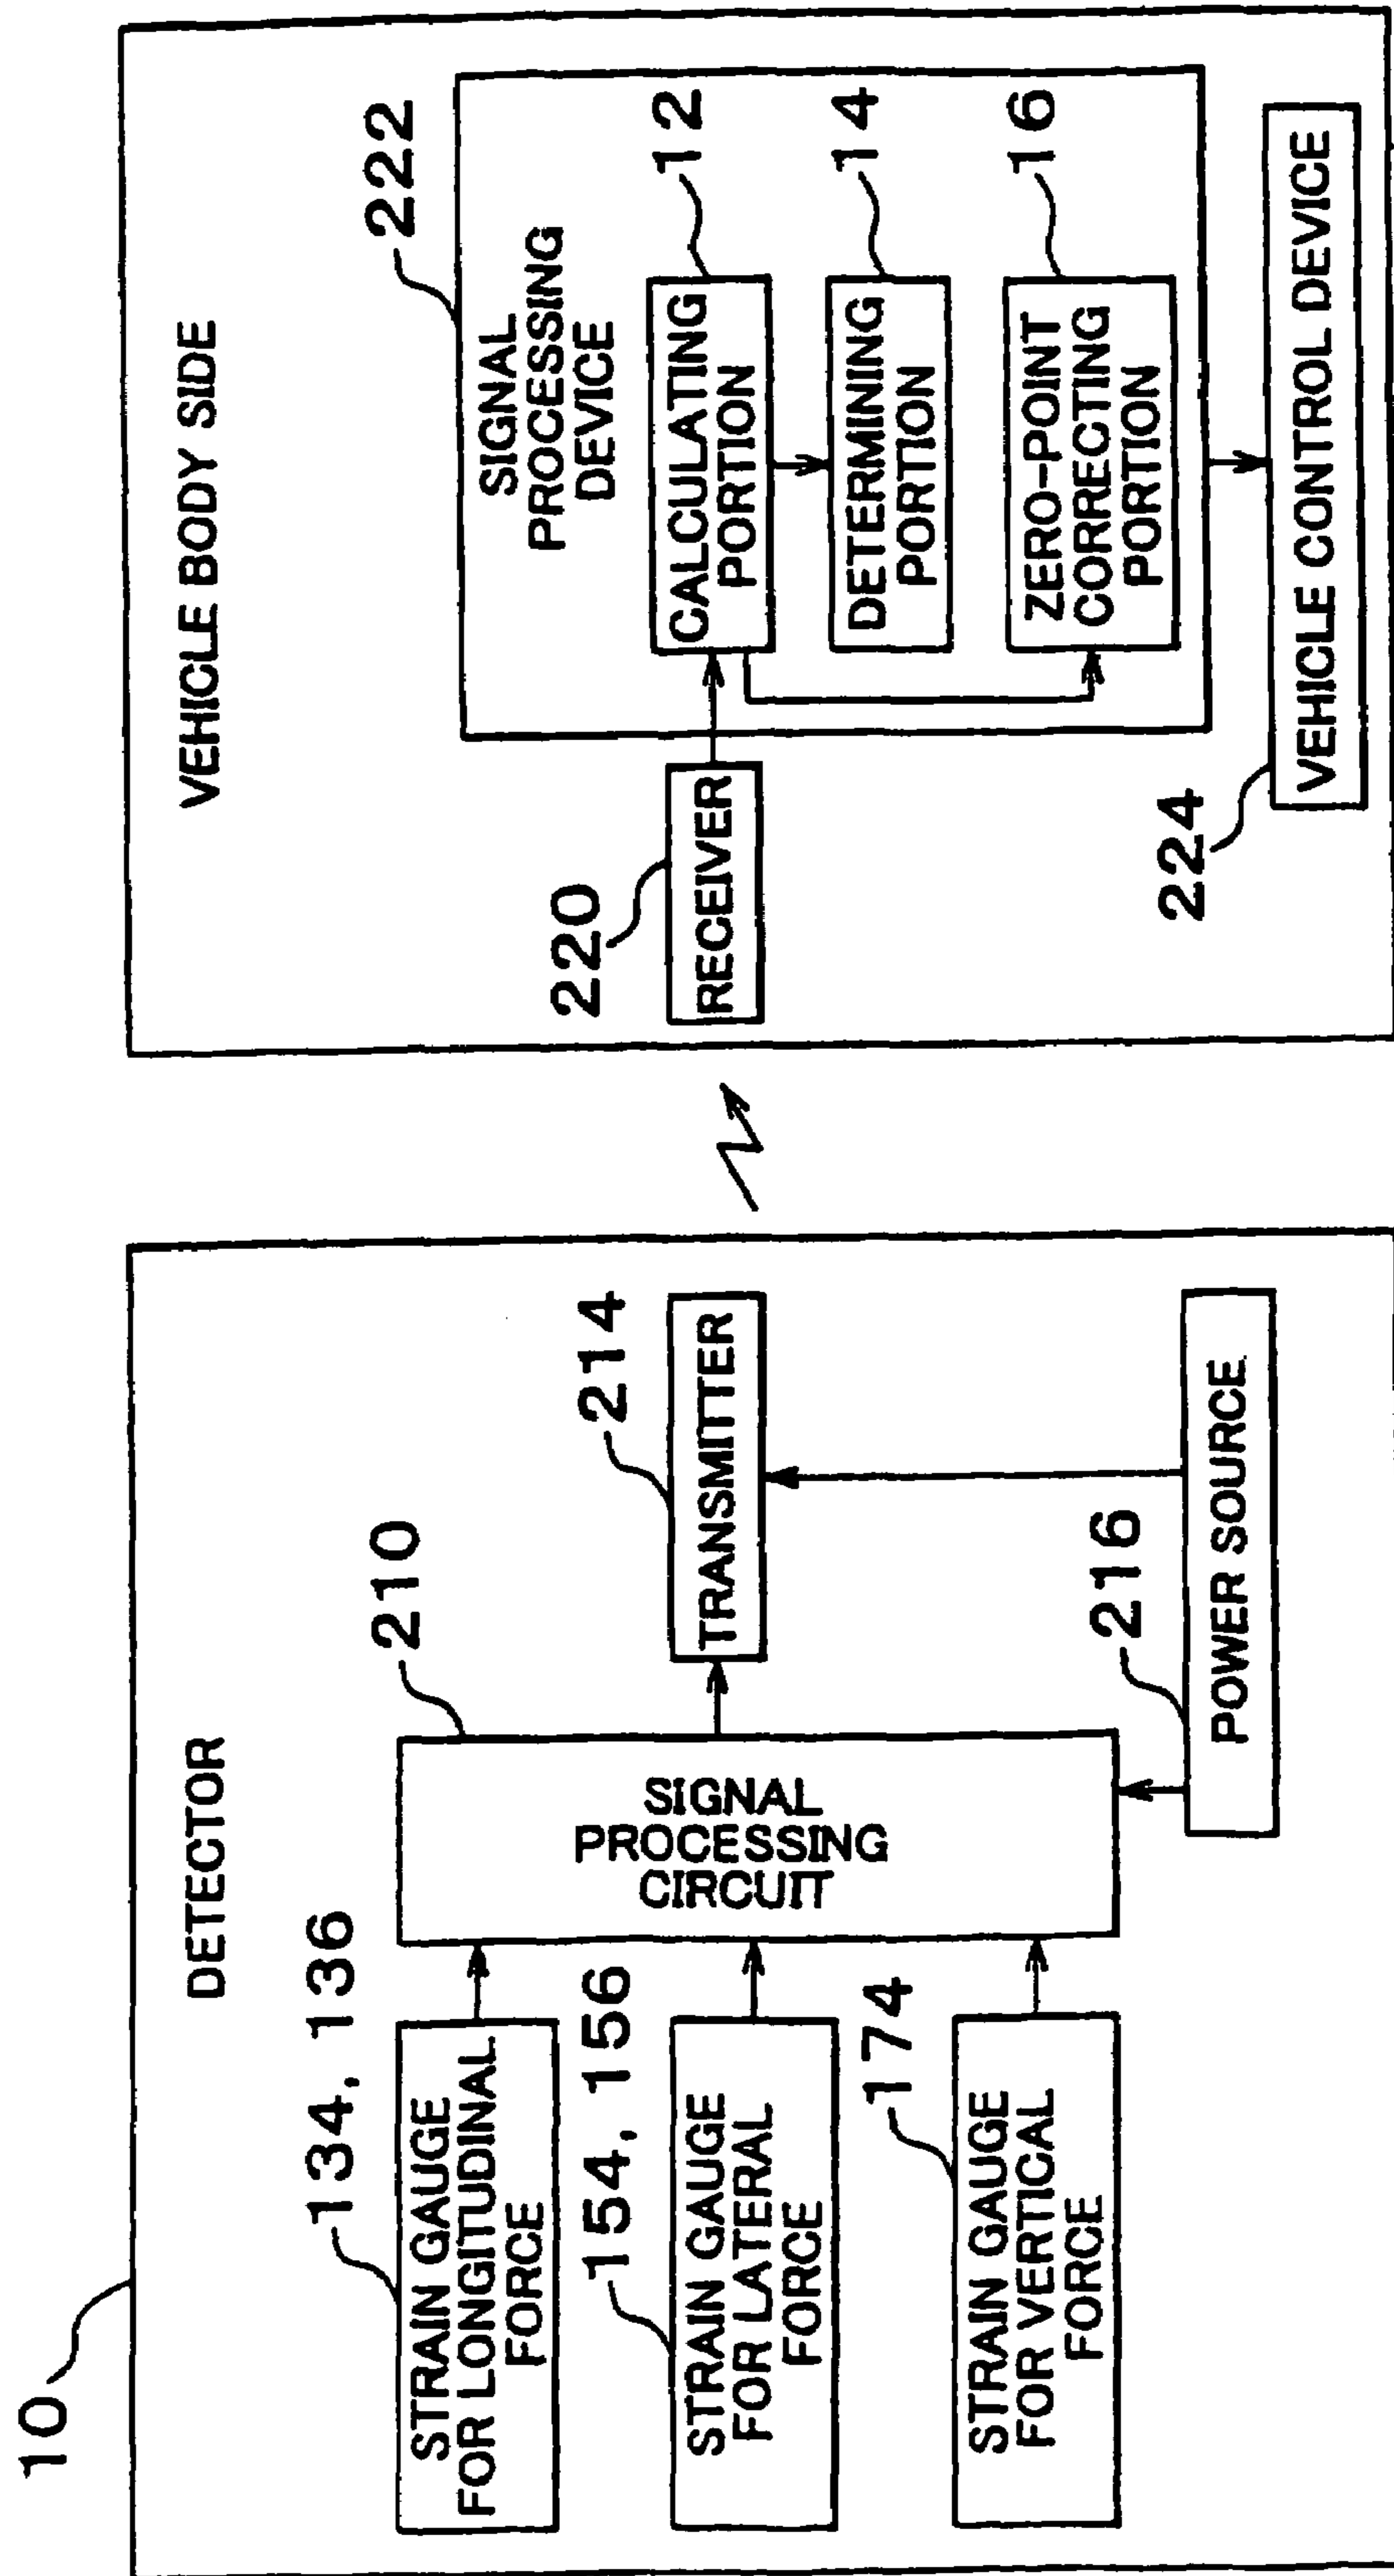 10
DETECTOR
134, 136
STRAIN GAUGE
FOR LONGITUDINAL
FORCE
154, 156
STRAIN GAUGE
FOR LATERAL
FORCE
174
STRAIN GAUGE
FOR VERTICAL
FORCE
210
SIGNAL
PROCESSING
CIRCUIT
214
TRANSMITTER
216
POWER SOURCE
VEHICLE BODY SIDE
220
RECEIVER
222
SIGNAL
PROCESSING
DEVICE
12
CALCULATING
PORTION
14
DETERMINING
PORTION
16
ZERO-POINT
CORRECTING
PORTION
224
VEHICLE CONTROL DEVICE